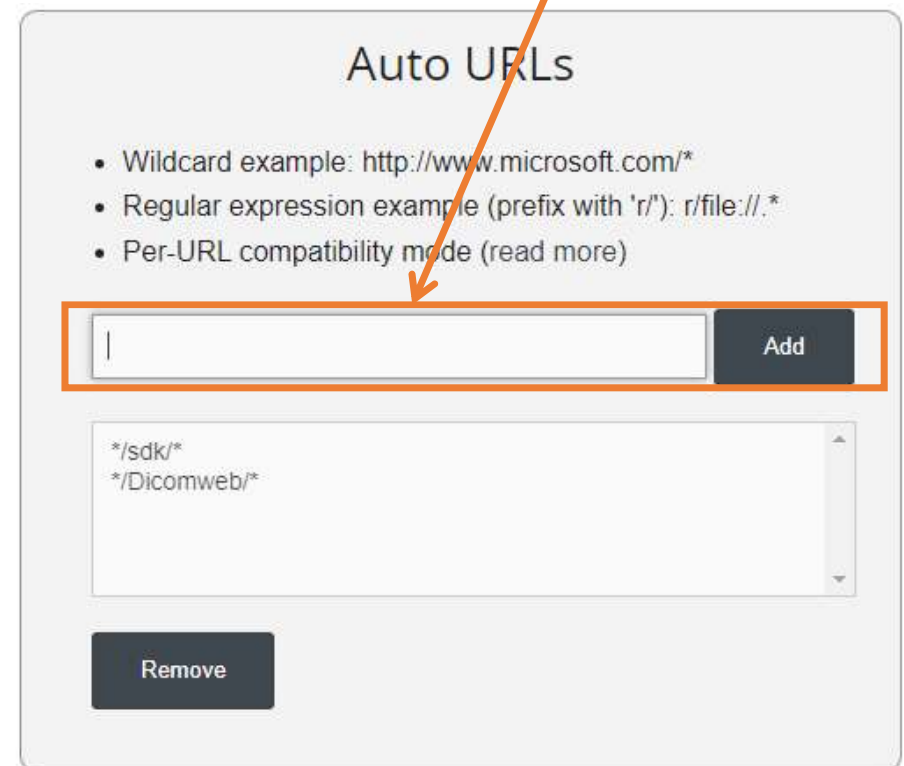 Auto URLs
• Wildcard example: http://www.microsoft.com/*
• Regular expression example (prefix with 'r/'): r/file://.*
• Per-URL compatibility mode (read more)
Add
*/sdk/*
*/Dicomweb/*
Remove